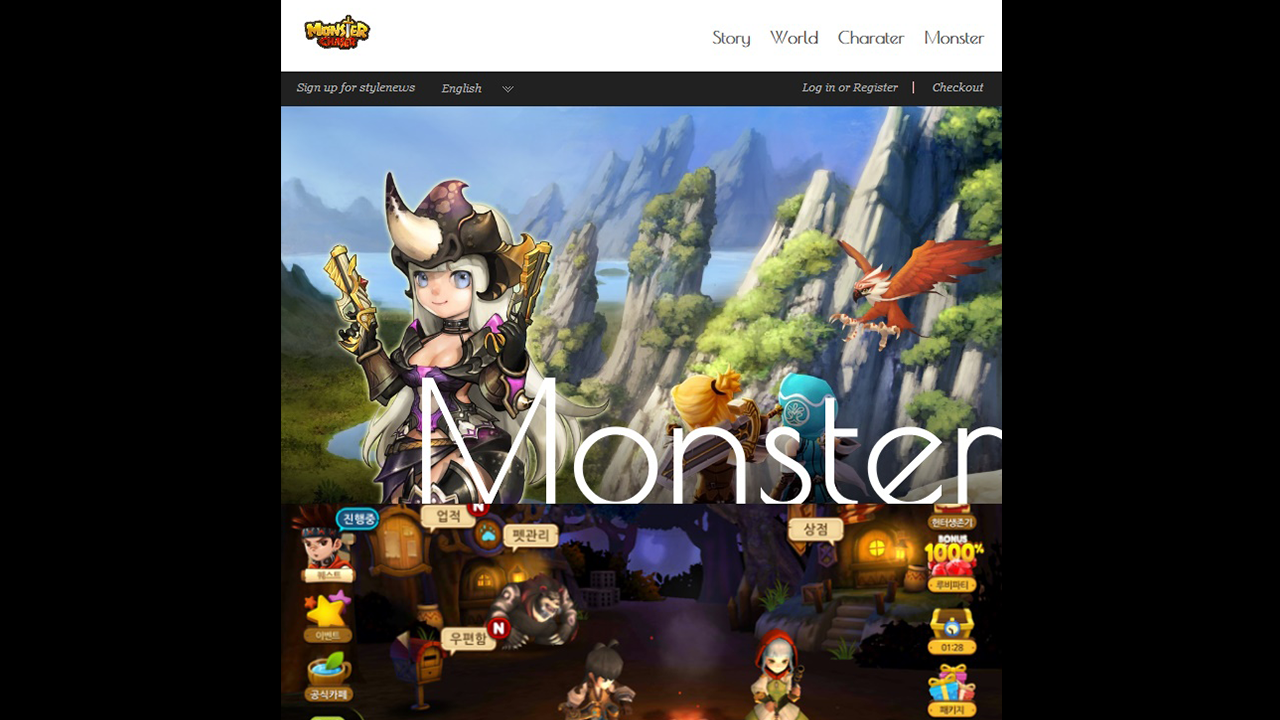 MONSTER
CHASER
Story World Charater Monster
Sign up for stylenews English Log in or Register | Checkout
Monster
진행중
업적
N
펫관리
상점
헌터생존기
BONUS
1000%
퀘스트
루비파티
이벤트
우편함
N
01:28
공식카페
패키지